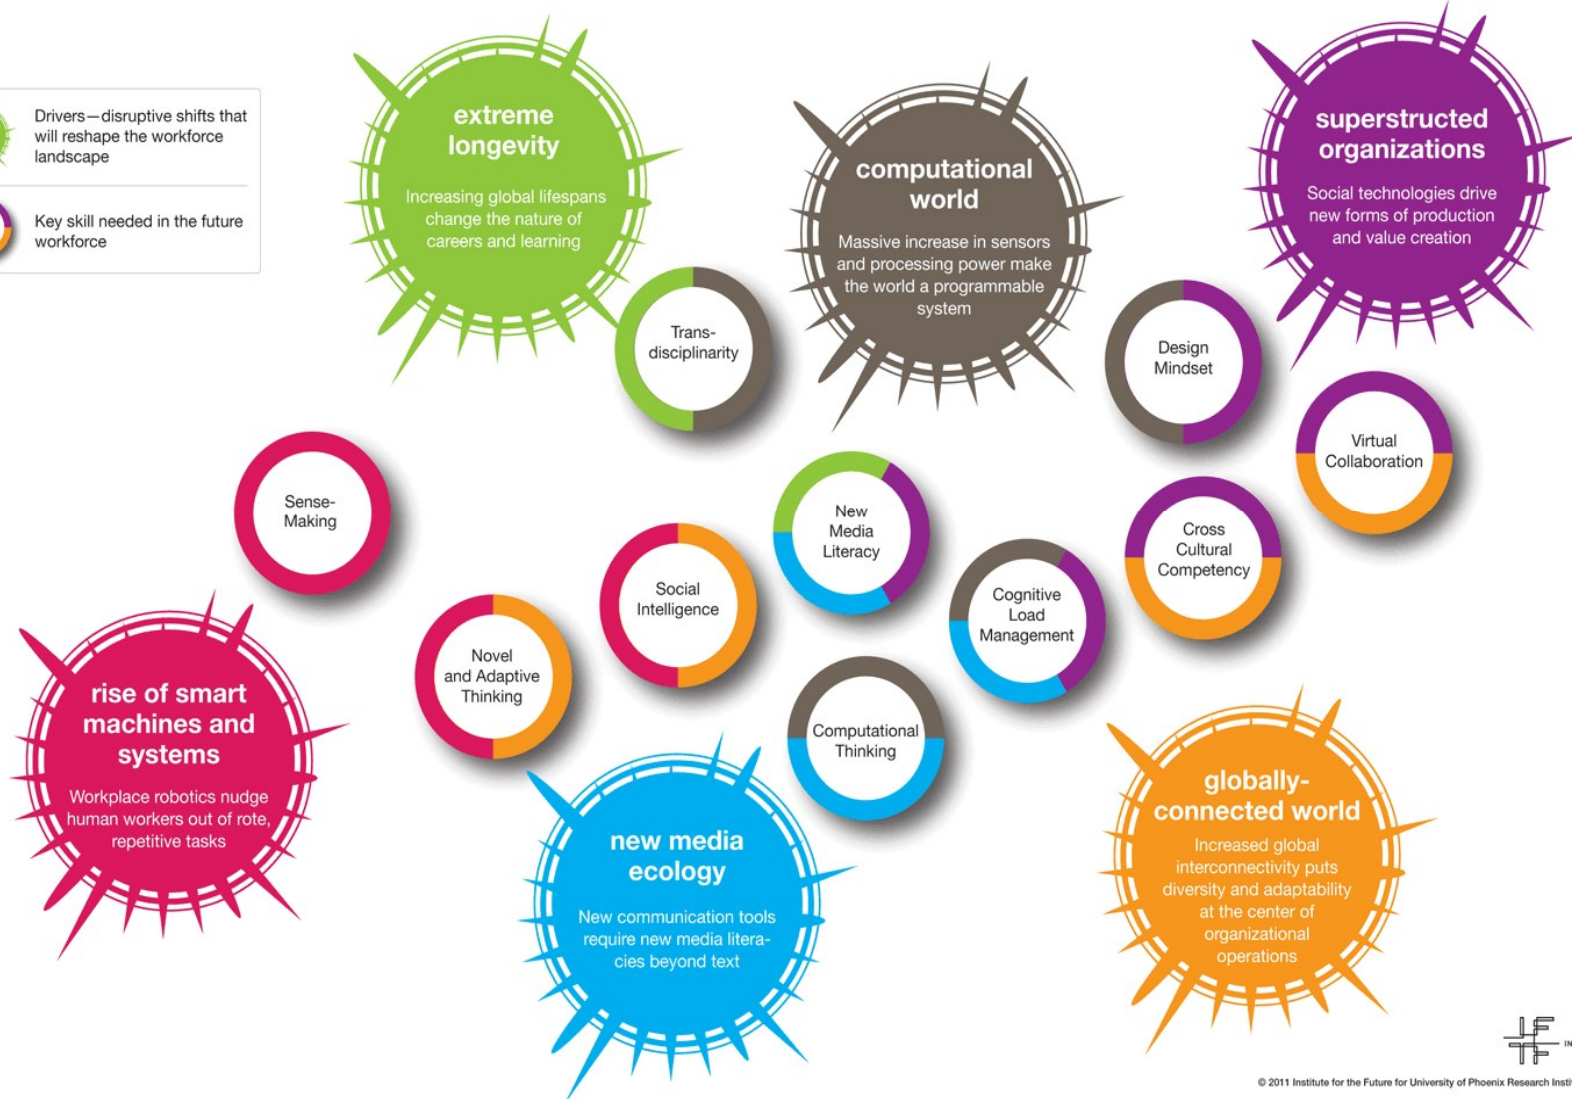 Drivers—disruptive shifts that
will reshape the workforce
landscape
Key skill needed in the future
workforce
extreme
longevity
Increasing global lifespans
change the nature of
careers and learning
computational
world
Massive increase in sensors
and processing power make
the world a programmable
system
superstructed
organizations
Social technologies drive
new forms of production
and value creation
Trans-
disciplinarity
Design
Mindset
Virtual
Collaboration
Sense-
Making
New
Media
Literacy
Cross
Cultural
Competency
Social
Intelligence
Cognitive
Load
Management
Novel
and Adaptive
Thinking
Computational
Thinking
rise of smart
machines and
systems
Workplace robotics nudge
human workers out of rote,
repetitive tasks
new media
ecology
New communication tools
require new media litera-
cies beyond text
globally-
connected world
Increased global
interconnectivity puts
diversity and adaptability
at the center of
organizational
operations
© 2011 Institute for the Future for University of Phoenix Research